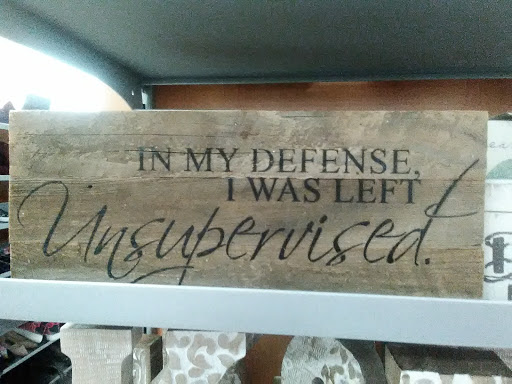 IN MY DEFENSE,
I WAS LEFT
Unsupervised.